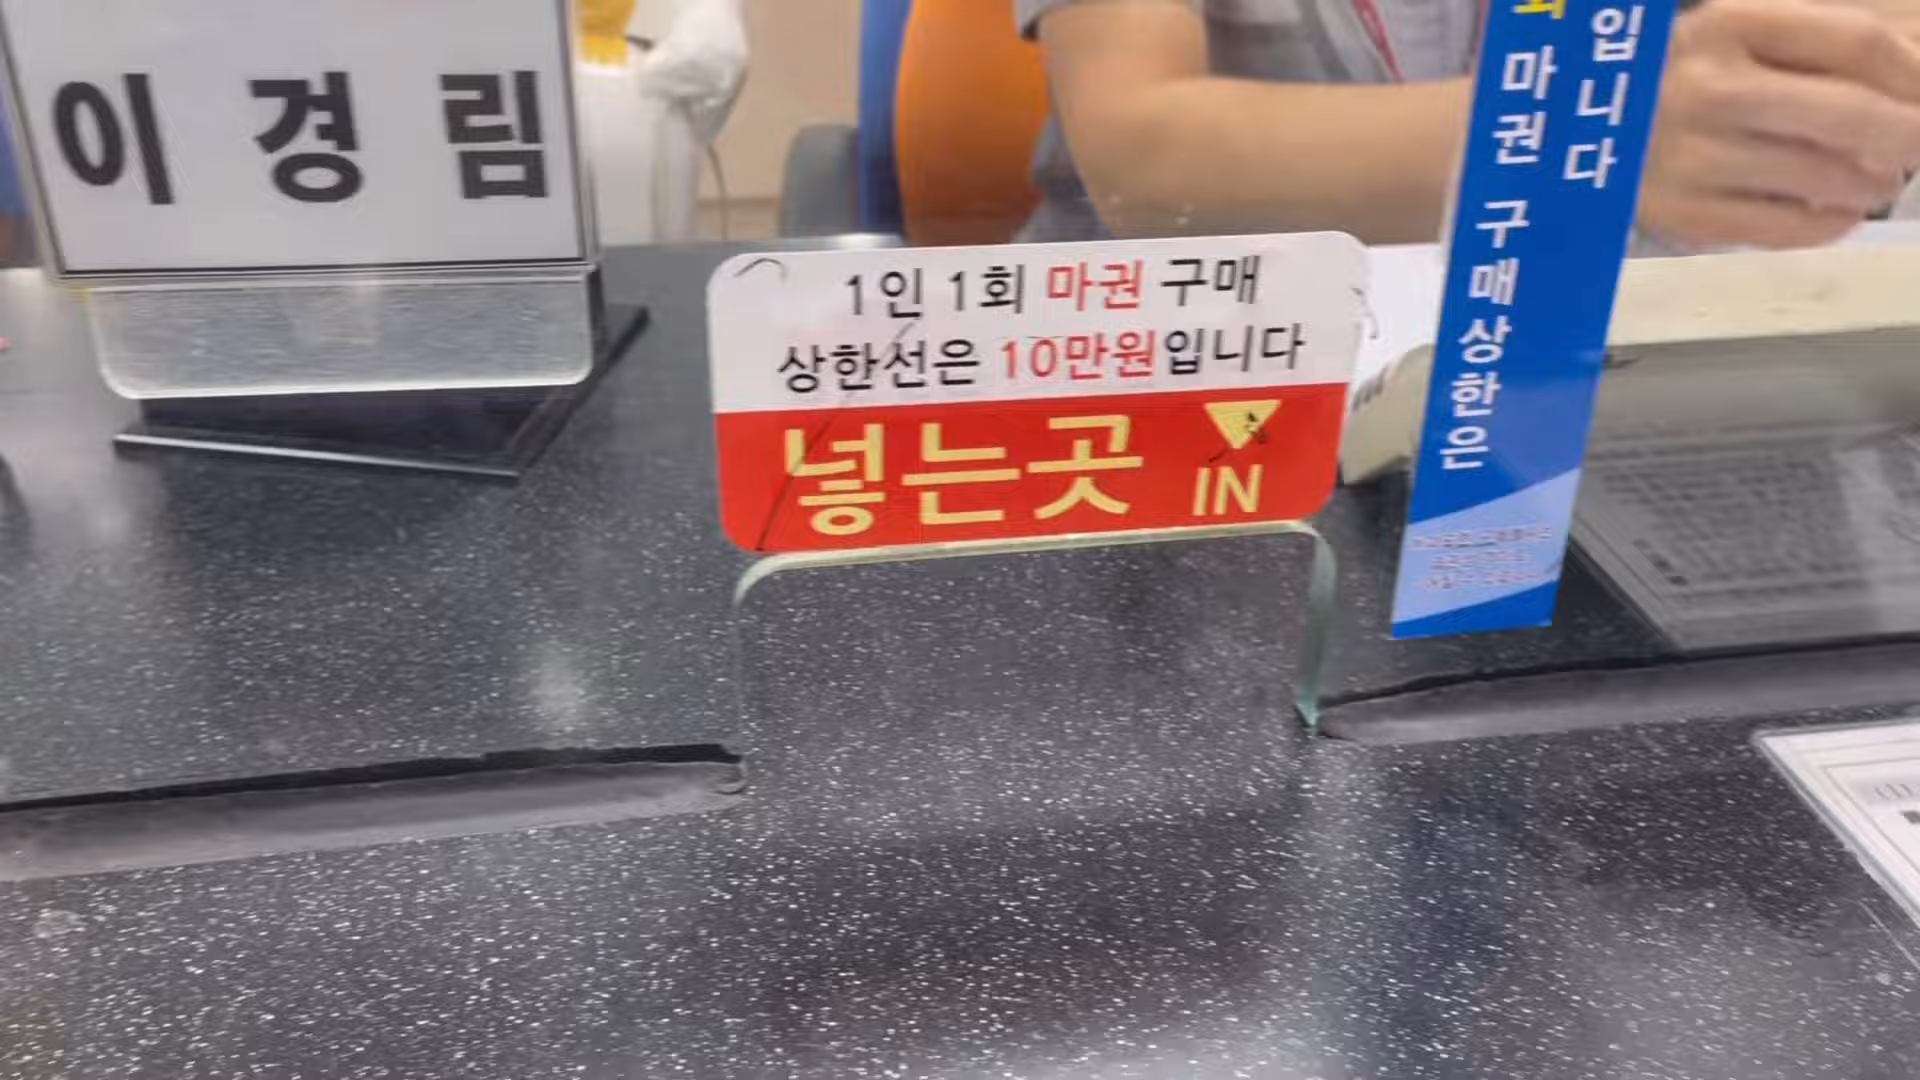 이 경 림
1인 1회 마권 구매
상한선은 10만원입니다
넣는곳 IN
회 마권 구매상한은
입니다